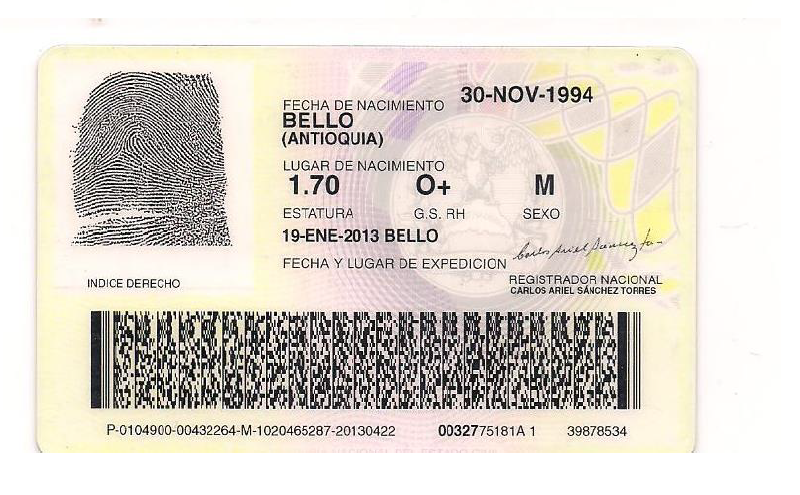 FECHA DE NACIMIENTO 30-NOV-1994
BELLO
(ANTIOQUIA)
LUGAR DE NACIMIENTO
1.70 O+ M
ESTATURA G.S. RH SEXO
19-ENE-2013 BELLO
FECHA Y LUGAR DE EXPEDICION
INDICE DERECHO
REGISTRADOR NACIONAL
CARLOS ARIEL SÁNCHEZ TORRES
P-0104900-00432264-M-1020465287-20130422 0032775181A 1 39878534